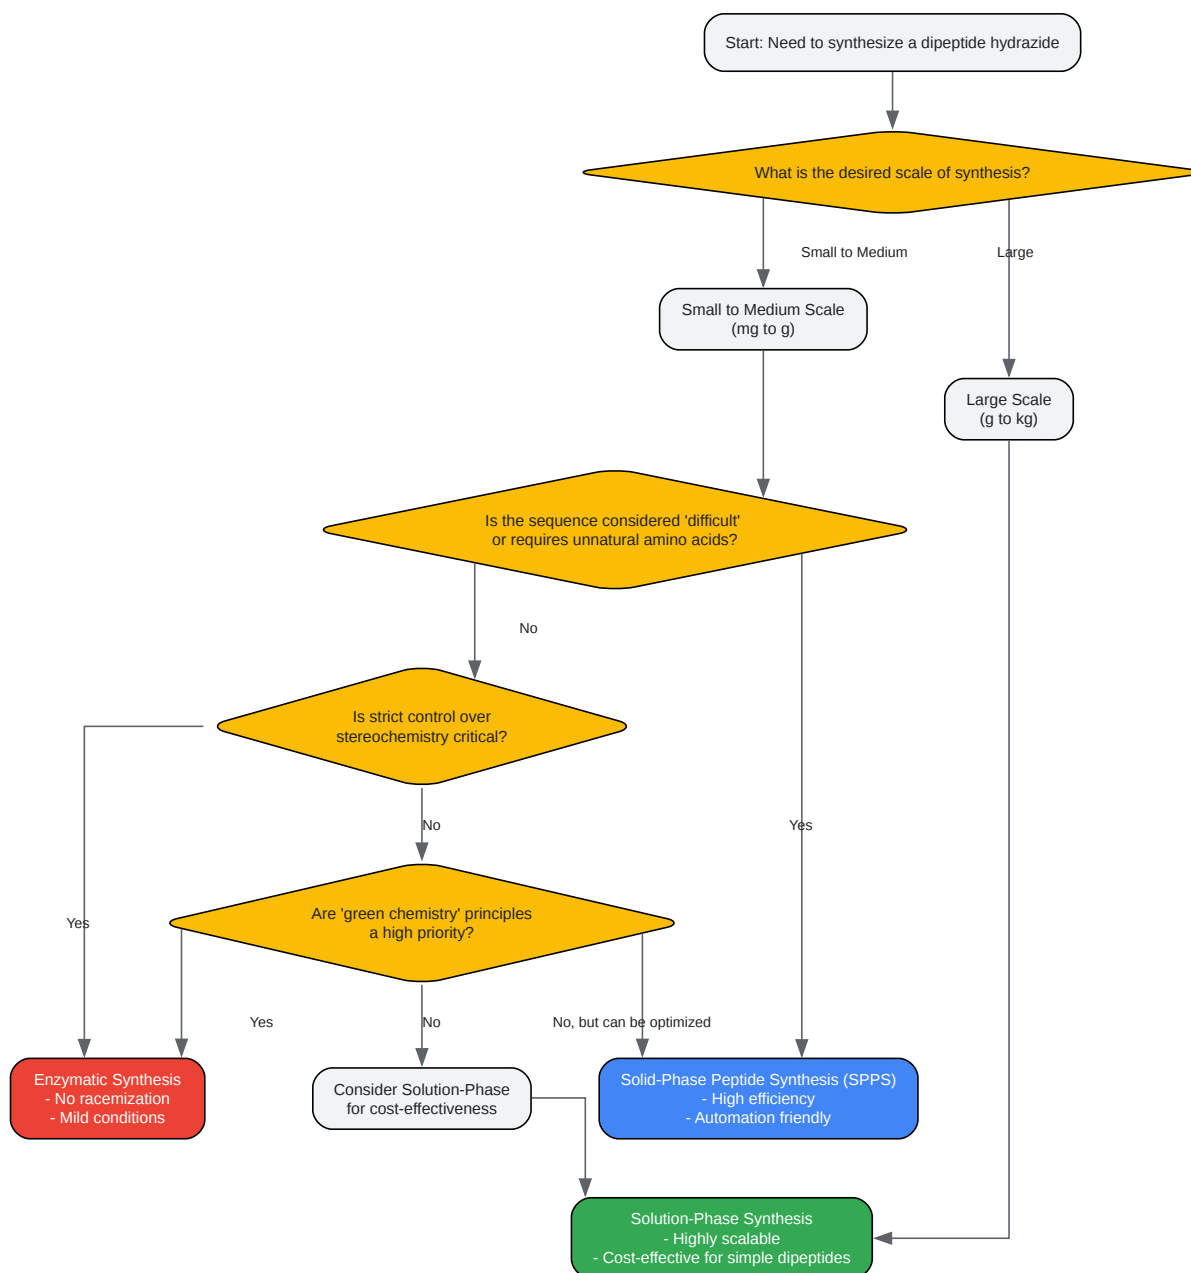 Start: Need to synthesize a dipeptide hydrazide
What is the desired scale of synthesis?
Small to Medium
Large
Small to Medium Scale
(mg to g)
Large Scale
(g to kg)
Is the sequence considered 'difficult'
or requires unnatural amino acids?
No
Is strict control over
stereochemistry critical?
No
Yes
Are 'green chemistry' principles
a high priority?
Yes
Yes
No
No, but can be optimized
Enzymatic Synthesis
- No racemization
- Mild conditions
Consider Solution-Phase
for cost-effectiveness
Solid-Phase Peptide Synthesis (SPPS)
- High efficiency
- Automation friendly
Solution-Phase Synthesis
- Highly scalable
- Cost-effective for simple dipeptides